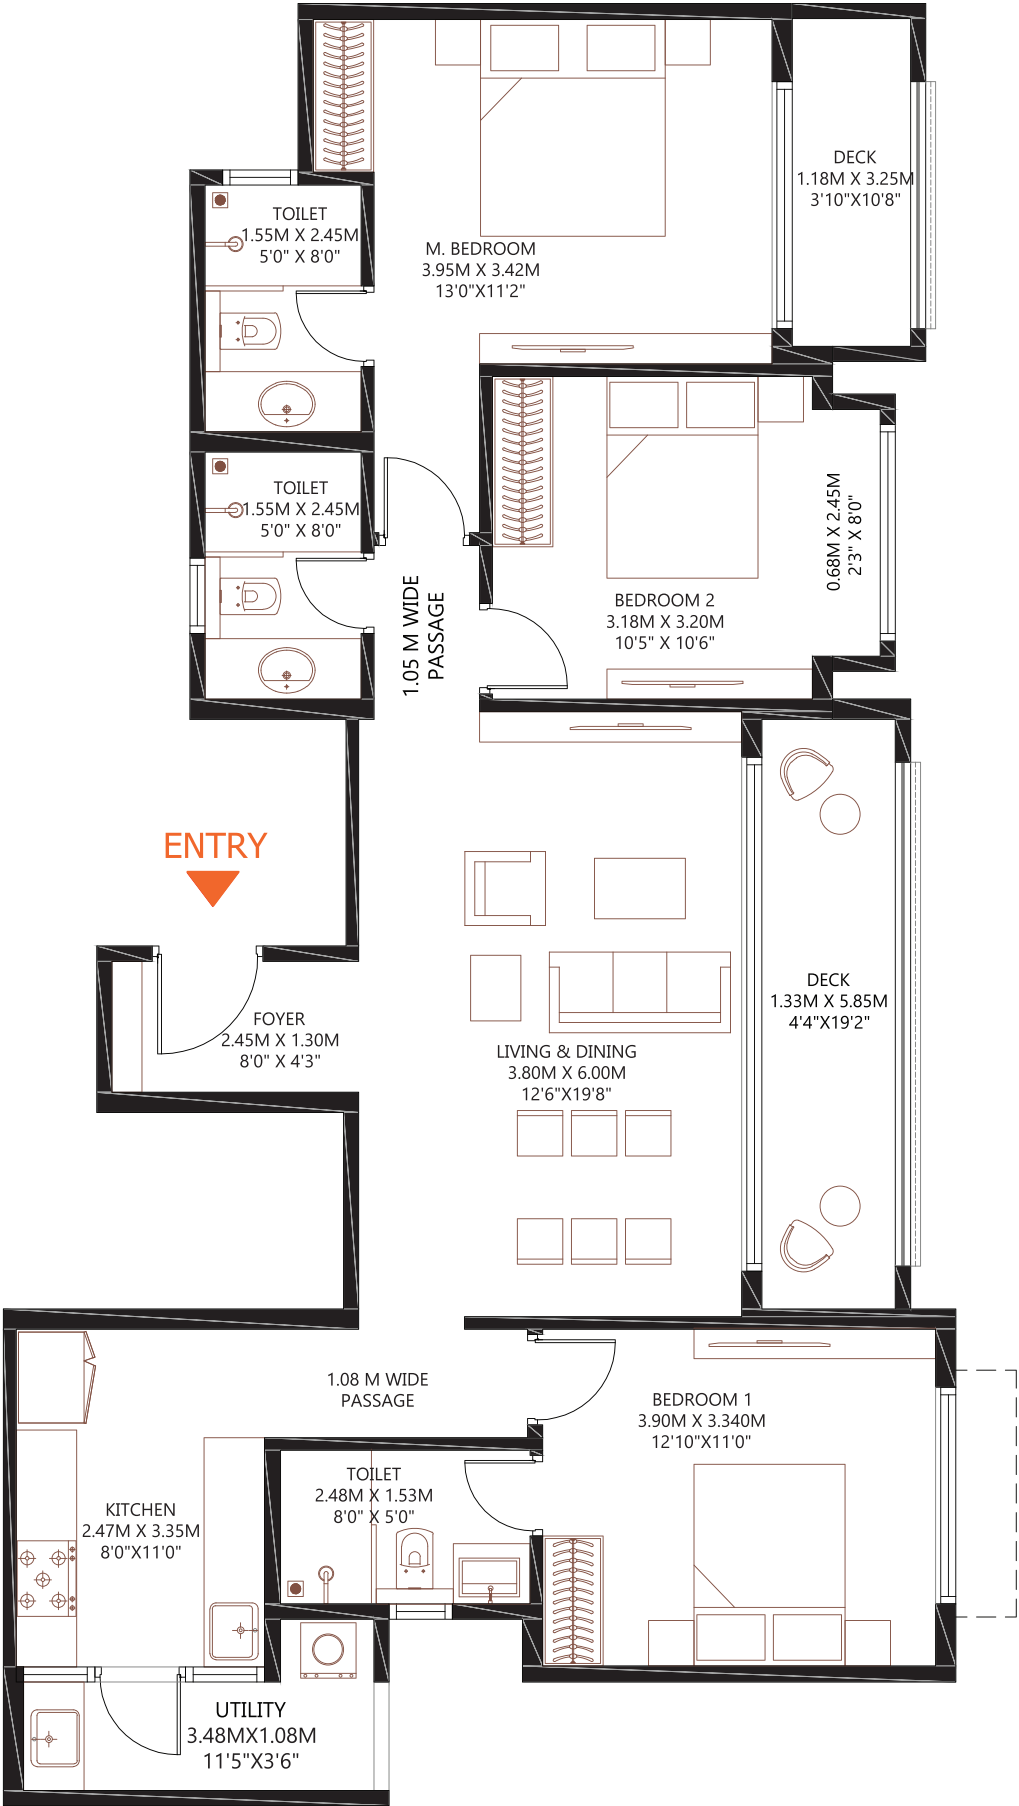 DECK
1.18M X 3.25M
3'10"X10'8"
TOILET
1.55M X 2.45M
5'0" X 8'0"
M. BEDROOM
3.95M X 3.42M
13'0"X11'2"
TOILET
1.55M X 2.45M
5'0" X 8'0"
0.68M X 2.45M
2'3" X 8'0"
1.05 M WIDE
PASSAGE
BEDROOM 2
3.18M X 3.20M
10'5" X 10'6"
ENTRY
DECK
1.33M X 5.85M
4'4"X19'2"
FOYER
2.45M X 1.30M
8'0" X 4'3"
LIVING & DINING
3.80M X 6.00M
12'6"X19'8"
1.08 M WIDE
PASSAGE
BEDROOM 1
3.90M X 3.340M
12'10"X11'0"
TOILET
2.48M X 1.53M
8'0" X 5'0"
KITCHEN
2.47M X 3.35M
8'0"X11'0"
UTILITY
3.48MX1.08M
11'5"X3'6"